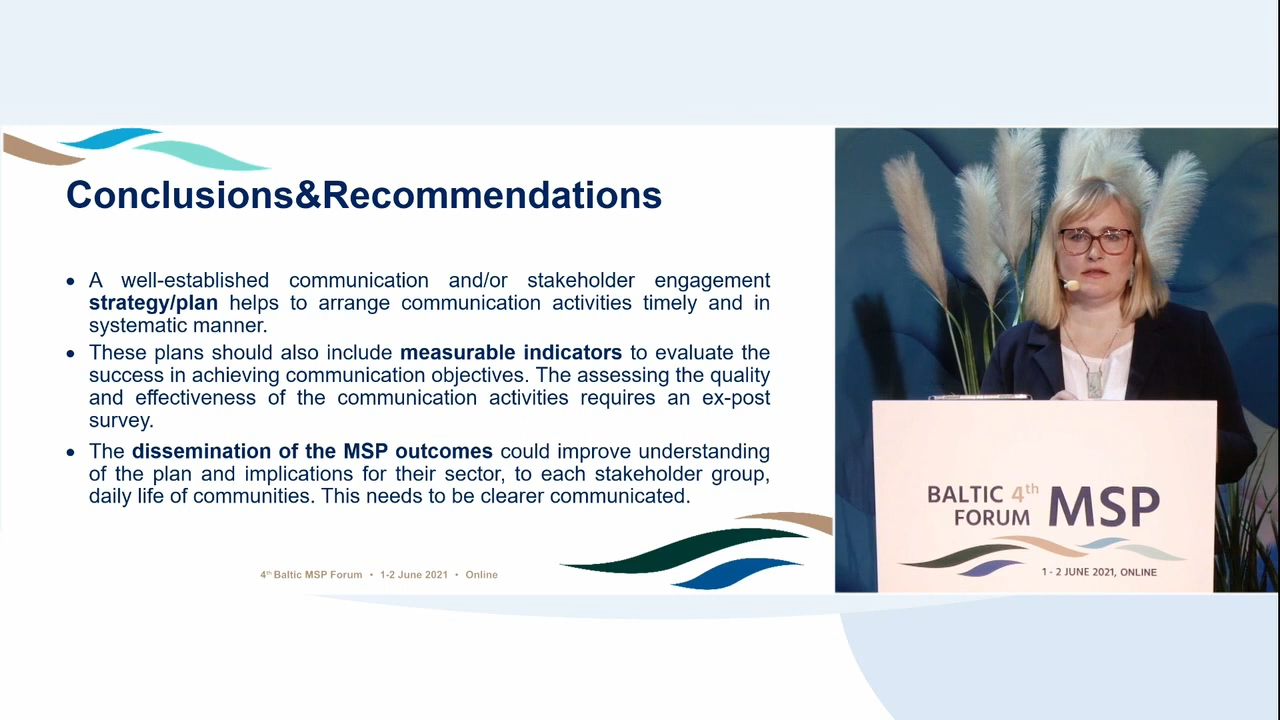 Conclusions&Recommendations
• A well-established communication and/or stakeholder engagement
strategy/plan helps to arrange communication activities timely and in
systematic manner.
• These plans should also include measurable indicators to evaluate the
success in achieving communication objectives. The assessing the quality
and effectiveness of the communication activities requires an ex-post
survey.
• The dissemination of the MSP outcomes could improve understanding
of the plan and implications for their sector, to each stakeholder group,
daily life of communities. This needs to be clearer communicated.
4th Baltic MSP Forum • 1-2 June 2021 • Online
BALTIC 4th
FORUM MSP
1 - 2 JUNE 2021, ONLINE